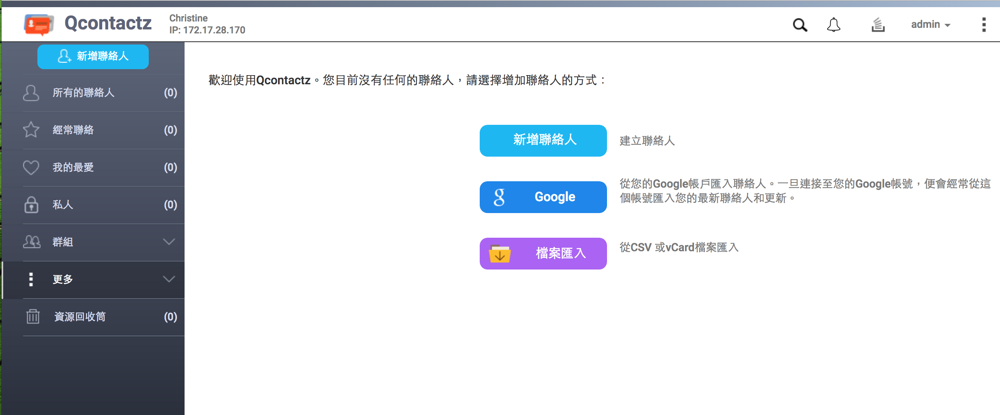 Qcontactz
Christine
IP: 172.17.28.170
admin
新增聯絡人
所有的聯絡人 (0)
經常聯絡 (0)
我的最愛 (0)
私人 (0)
群組
更多
資源回收筒 (0)
歡迎使用Qcontactz。您目前沒有任何的聯絡人，請選擇增加聯絡人的方式：
新增聯絡人 建立聯絡人
Google
從您的Google帳戶匯入聯絡人。一旦連接至您的Google帳號，便會經常從這
個帳號匯入您的最新聯絡人和更新。
檔案匯入 從CSV 或vCard檔案匯入